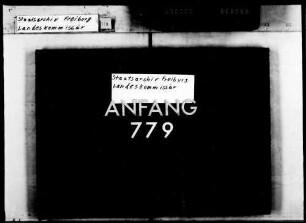 Staatsarchiv Freiburg
Landeskommissär
Staatsarchiv Freiburg
Landeskommissär
ANFANG
779